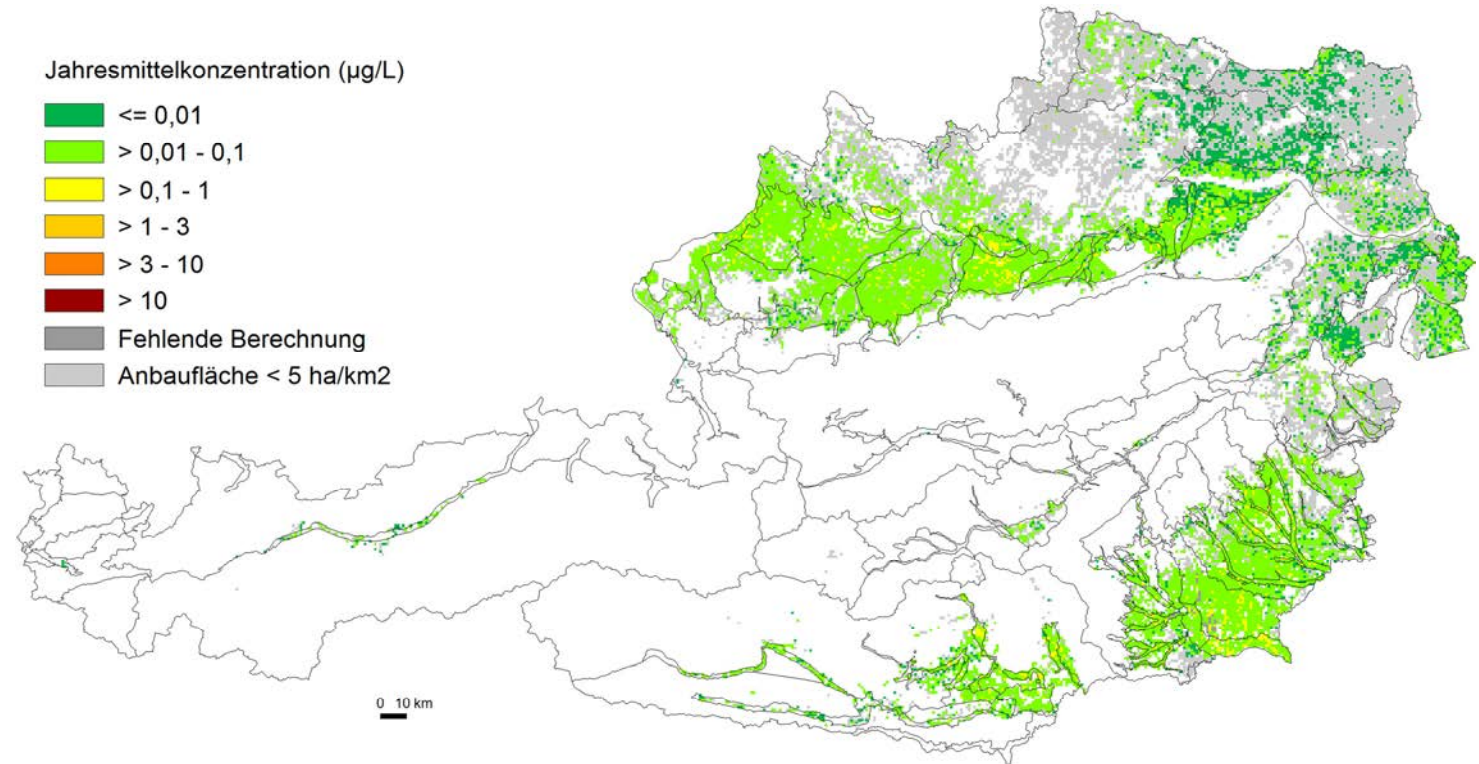 Jahresmittelkonzentration (µg/L)
<= 0,01
> 0,01 - 0,1
> 0,1 - 1
> 1 - 3
> 3 - 10
> 10
Fehlende Berechnung
Anbaufläche < 5 ha/km2
0 10 km